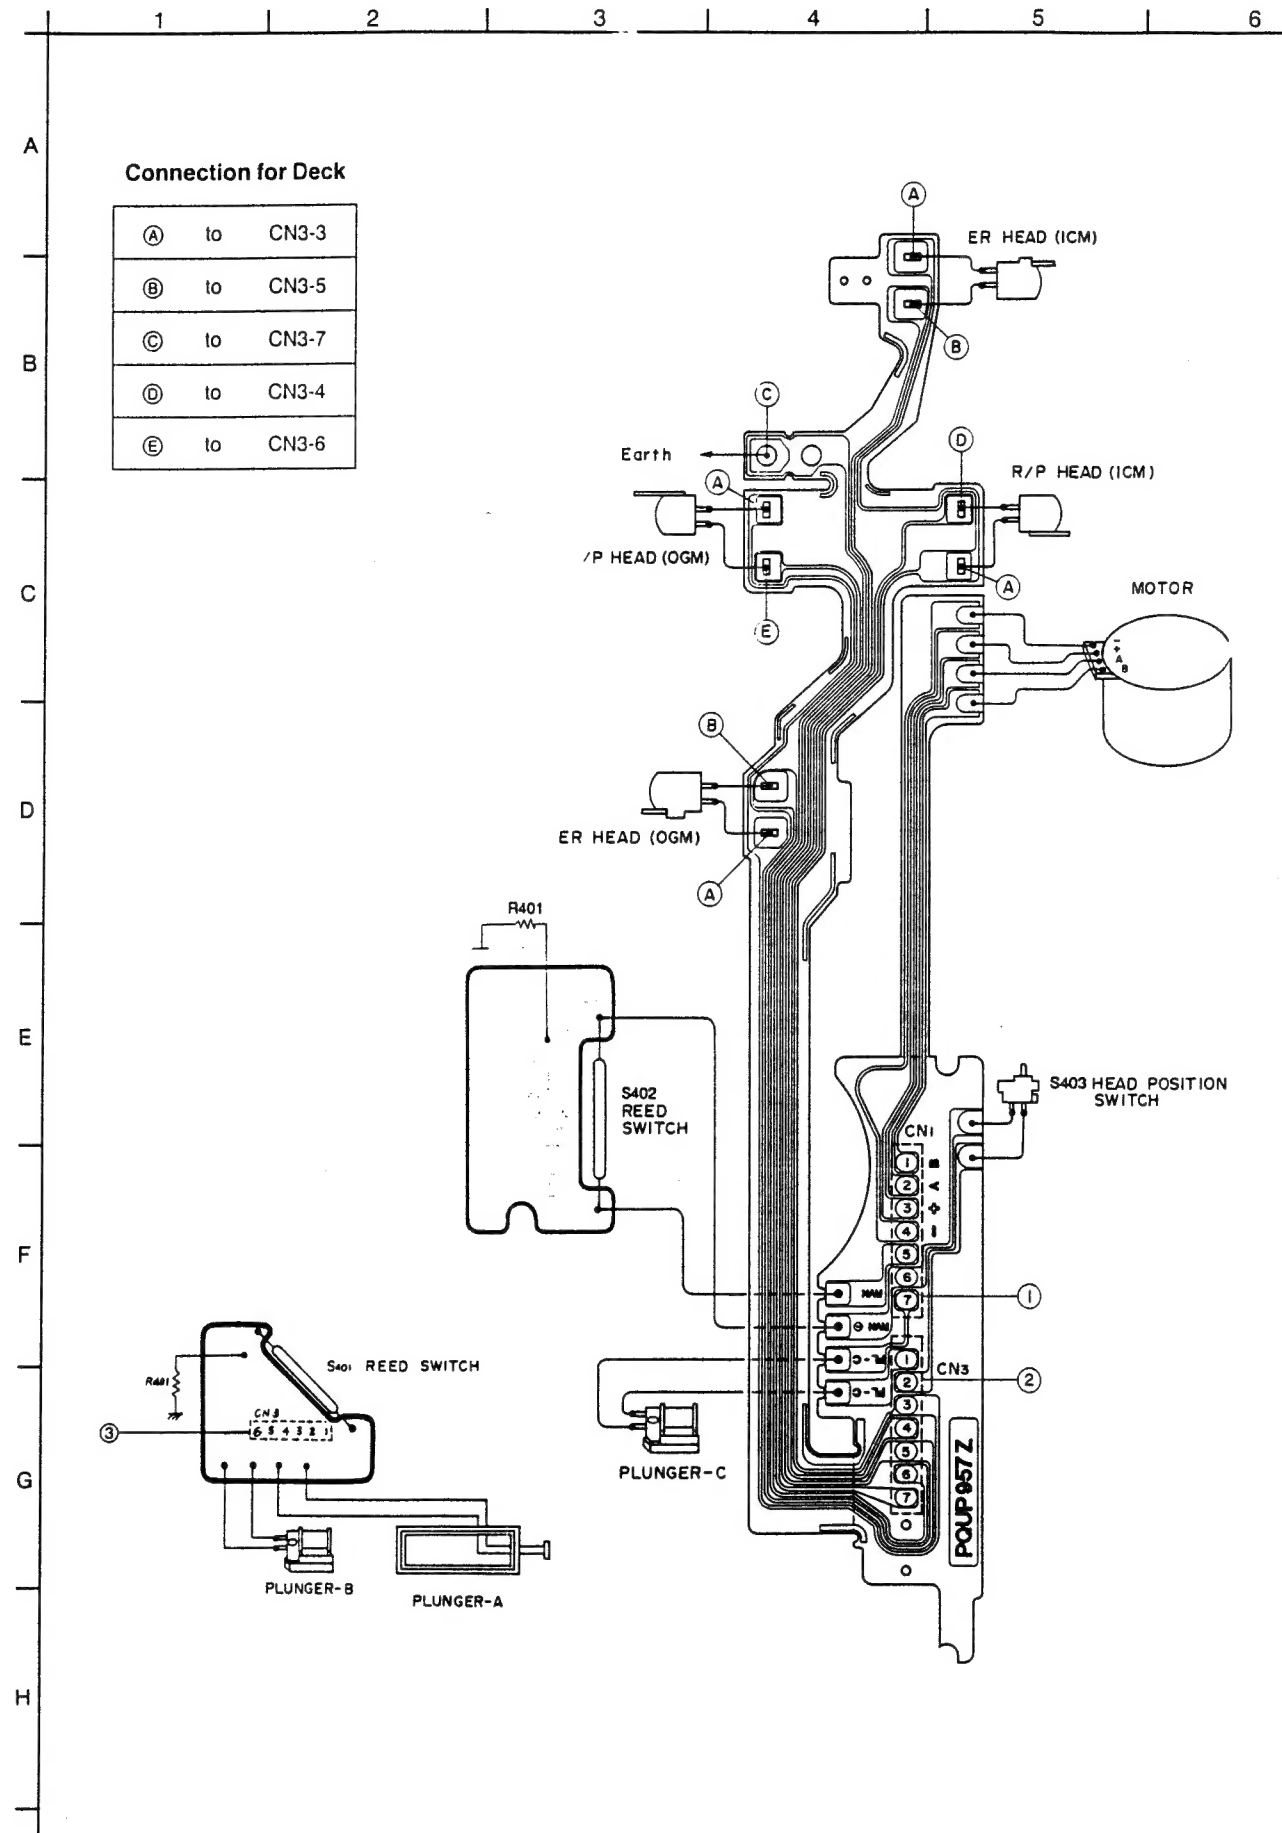 1 2 3 4 5 6
A
Connection for Deck
A to CN3-3
B to CN3-5
C to CN3-7
D to CN3-4
E to CN3-6
A
ER HEAD (ICM)
B
B
C
Earth
D
R/P HEAD (ICM)
A
/P HEAD (OGM)
C
E
A
MOTOR
-
+
A
B
B
D
ER HEAD (OGM)
A
R401
E
S402
REED
SWITCH
S403 HEAD POSITION
SWITCH
CN1
1 B
2 A
3 +
4 -
5
6
7
F
1
S401 REED SWITCH
R401
PL-C
PL-C
1
2
3
4
5
6
7
CN3
2
CN3
6 5 4 3 2 1
3
G
PLUNGER-C
PQUP957Z
PLUNGER-B
PLUNGER-A
H